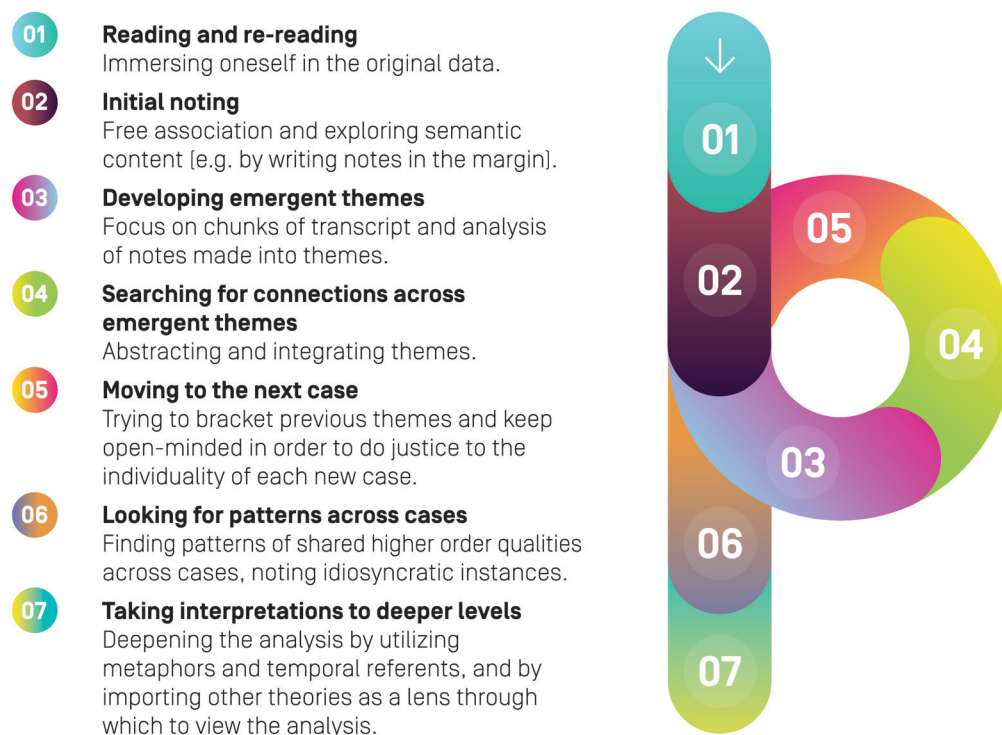 01
Reading and re-reading
Immersing oneself in the original data.
02
Initial noting
Free association and exploring semantic
content (e.g. by writing notes in the margin).
03
Developing emergent themes
Focus on chunks of transcript and analysis
of notes made into themes.
04
Searching for connections across
emergent themes
Abstracting and integrating themes.
05
Moving to the next case
Trying to bracket previous themes and keep
open-minded in order to do justice to the
individuality of each new case.
06
Looking for patterns across cases
Finding patterns of shared higher order qualities
across cases, noting idiosyncratic instances.
07
Taking interpretations to deeper levels
Deepening the analysis by utilizing
metaphors and temporal referents, and by
importing other theories as a lens through
which to view the analysis.
01
02
03
04
05
06
07